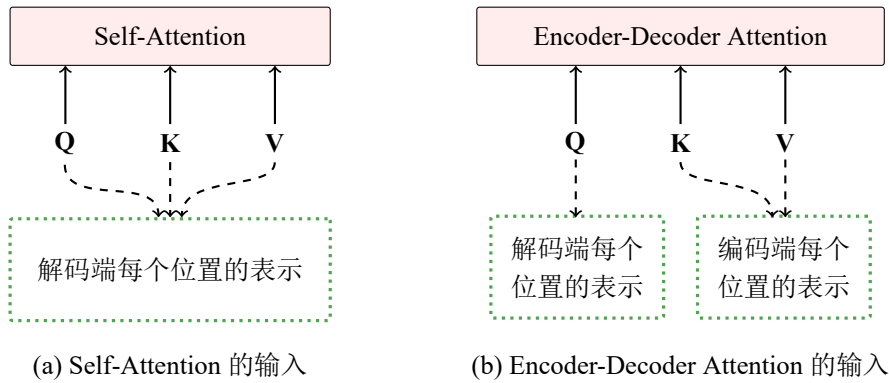 Self-Attention
Q K V
解码端每个位置的表示
(a) Self-Attention 的输入
Encoder-Decoder Attention
Q K V
解码端每个
位置的表示
编码端每个
位置的表示
(b) Encoder-Decoder Attention 的输入